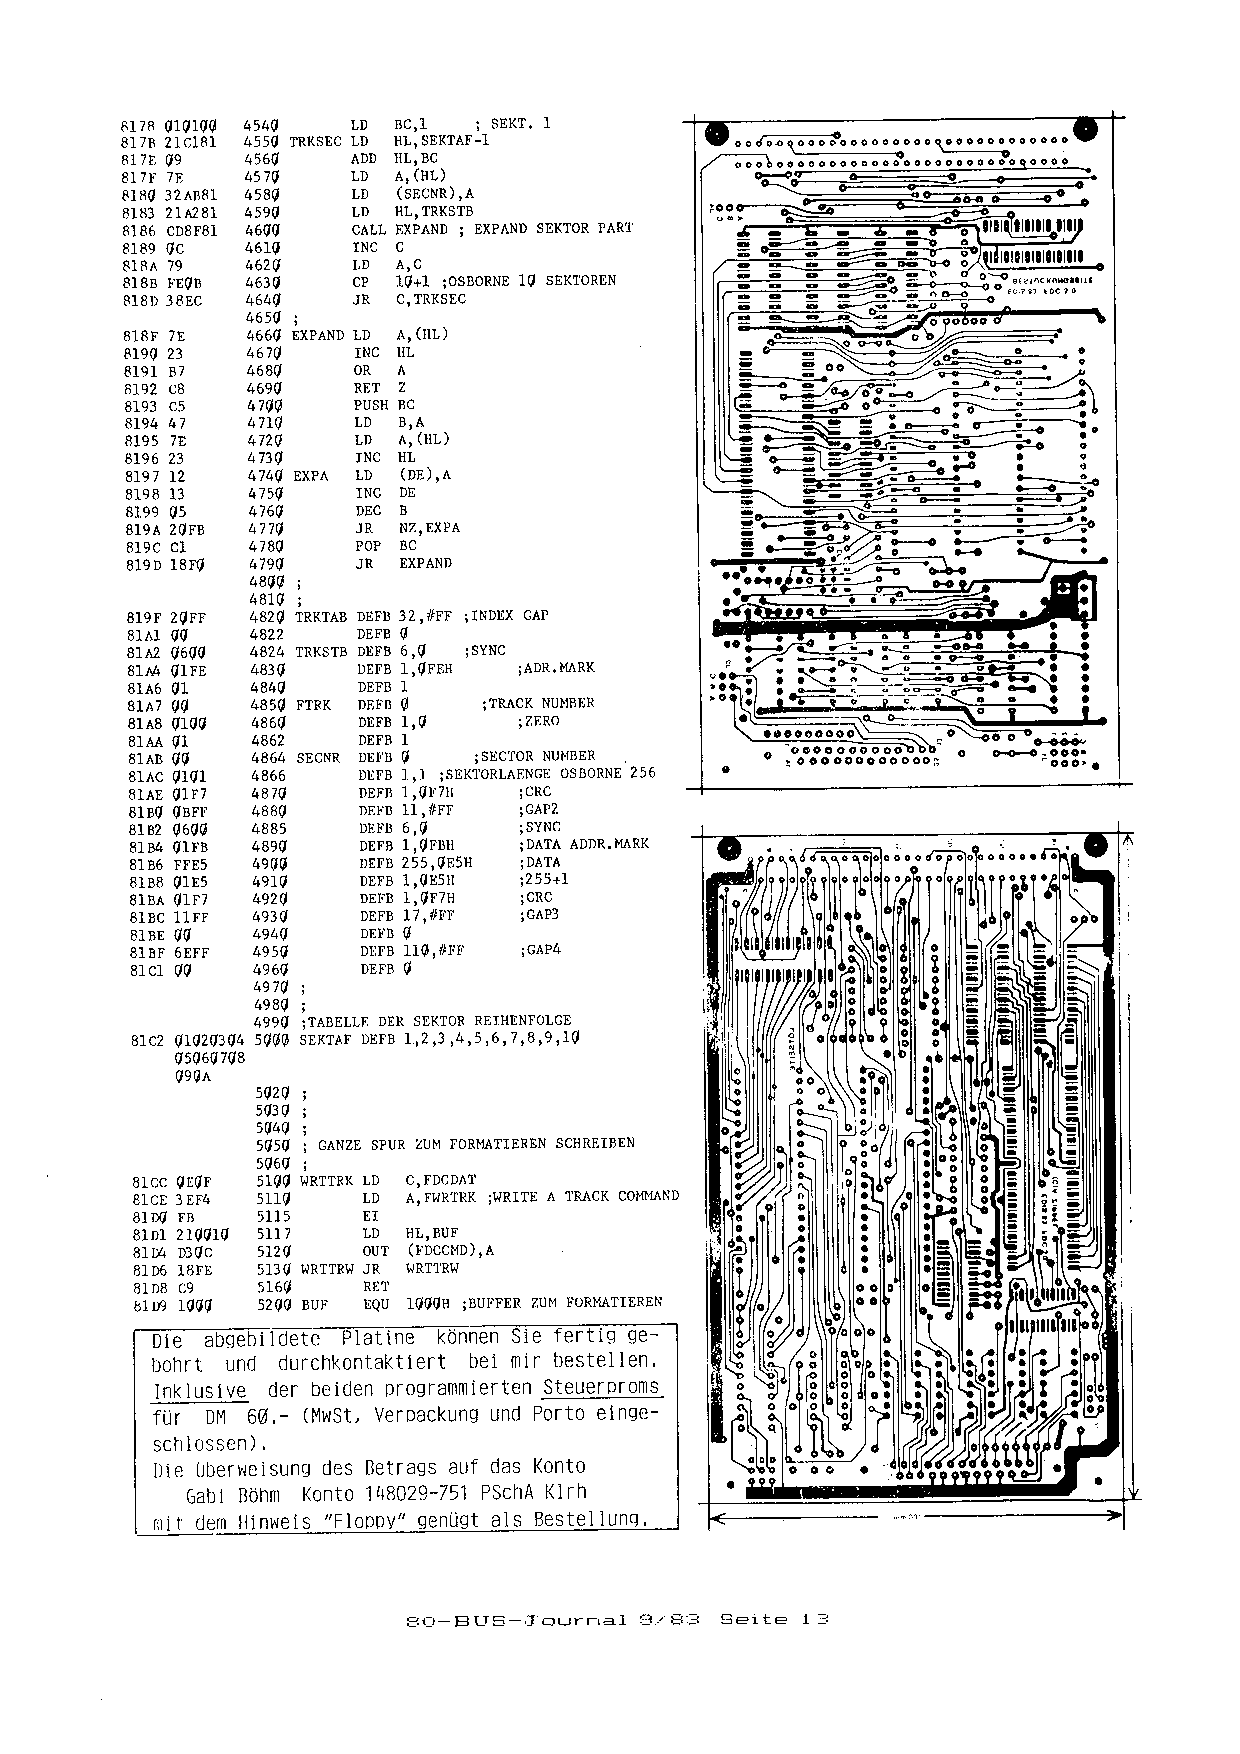 8178 010100   4540         LD   BC,1      ; SEKT. 1
817B 21C181   4550 TRKSEC LD   HL,SEKTAF-1
817E 09       4560         ADD  HL,BC
817F 7E       4570         LD   A,(HL)
8180 32AB81   4580         LD   (SECNR),A
8183 21A281   4590         LD   HL,TRKSTB
8186 CD8F81   4600         CALL EXPAND ; EXPAND SEKTOR PART
8189 0C       4610         INC  C
818A 79       4620         LD   A,C
818B FE0B     4630         CP   10+1 ;OSBORNE 10 SEKTOREN
818D 38EC     4640         JR   C,TRKSEC
4650 ;
818F 7E       4660 EXPAND LD   A,(HL)
8190 23       4670         INC  HL
8191 B7       4680         OR   A
8192 C8       4690         RET  Z
8193 C5       4700         PUSH BC
8194 47       4710         LD   B,A
8195 7E       4720         LD   A,(HL)
8196 23       4730         INC  HL
8197 12       4740 EXPA   LD   (DE),A
8198 13       4750         INC  DE
8199 05       4760         DEC  B
819A 20FB     4770         JR   NZ,EXPA
819C C1       4780         POP  BC
819D 18F0     4790         JR   EXPAND
4800 ;
4810 ;
819F 20FF     4820 TRKTAB DEFB 32,#FF ;INDEX GAP
81A1 00       4822         DEFB 0
81A2 0600     4824 TRKSTB DEFB 6,0    ;SYNC
81A4 01FE     4830         DEFB 1,0FEH       ;ADR.MARK
81A6 01       4840         DEFB 1
81A7 00       4850 FTRK   DEFB 0       ;TRACK NUMBER
81A8 0100     4860         DEFB 1,0          ;ZERO
81AA 01       4862         DEFB 1
81AB 00       4864 SECNR  DEFB 0       ;SECTOR NUMBER
81AC 0101     4866         DEFB 1,1 ;SEKTORLAENGE OSBORNE 256
81AE 01F7     4870         DEFB 1,0F7H       ;CRC
81B0 0BFF     4880         DEFB 11,#FF       ;GAP2
81B2 0600     4885         DEFB 6,0          ;SYNC
81B4 01FB     4890         DEFB 1,0FBH       ;DATA ADDR.MARK
81B6 FFE5     4900         DEFB 255,0E5H     ;DATA
81B8 01E5     4910         DEFB 1,0E5H       ;255+1
81BA 01F7     4920         DEFB 1,0F7H       ;CRC
81BC 11FF     4930         DEFB 17,#FF       ;GAP3
81BE 00       4940         DEFB 0
81BF 6EFF     4950         DEFB 110,#FF      ;GAP4
81C1 00       4960         DEFB 0
4970 ;
4980 ;
4990 ;TABELLE DER SEKTOR REIHENFOLGE
81C2 01020304 5000 SEKTAF DEFB 1,2,3,4,5,6,7,8,9,10
05060708
090A
5020 ;
5030 ;
5040 ;
5050 ; GANZE SPUR ZUM FORMATIEREN SCHREIBEN
5060 ;
81CC 0E0F     5100 WRTTRK LD   C,FDCDAT
81CE 3EF4     5110         LD   A,FWRTRK ;WRITE A TRACK COMMAND
81D0 FB       5115         EI
81D1 210010   5117         LD   HL,BUF
81D4 D30C     5120         OUT  (FDCCMD),A
81D6 18FE     5130 WRTTRW JR   WRTTRW
81D8 C9       5160         RET
81D9 1000     5200 BUF    EQU  1000H ;BUFFER ZUM FORMATIEREN
Die abgebildete Platine können Sie fertig ge-
bohrt und durchkontaktiert bei mir bestellen.
Inklusive der beiden programmierten Steuerproms
für DM 60.- (MwSt, Verpackung und Porto einge-
schlossen).
Die Überweisung des Betrags auf das Konto
Gabi Böhm Konto 148029-751 PSchA Klrh
mit dem Hinweis "Floppy" genügt als Bestellung.
80-BUS-Journal 9/83 Seite 13